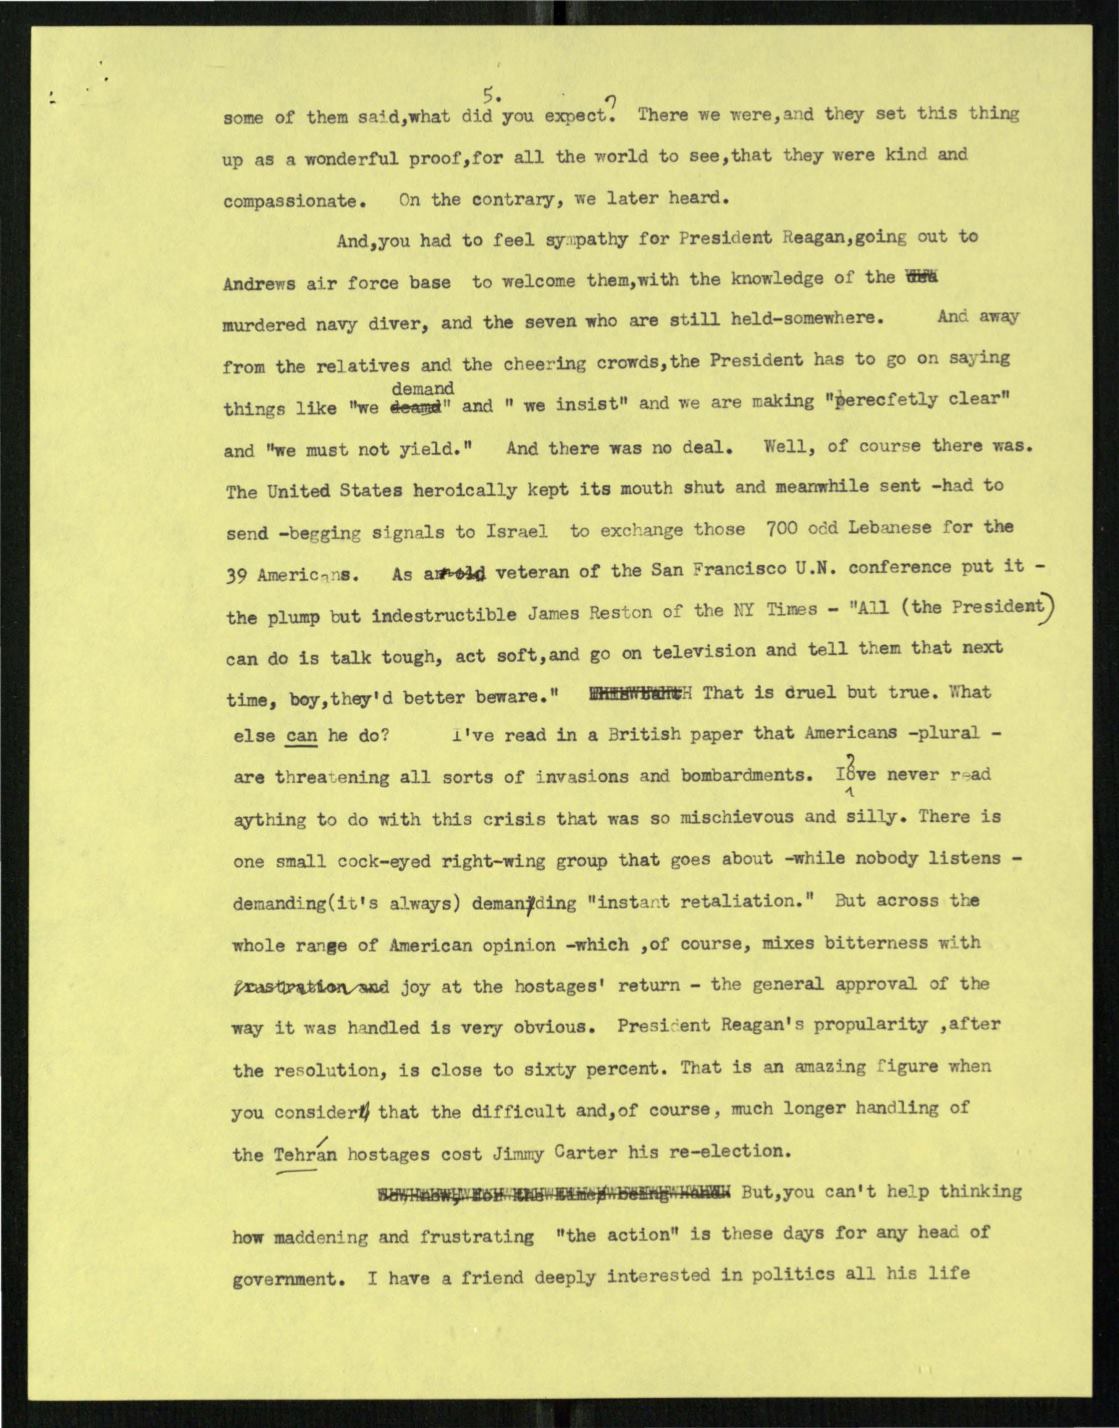 5.
some of them said,what did you expect? There we were,and they set this thing
up as a wonderful proof,for all the world to see,that they were kind and
compassionate. On the contrary, we later heard.
And,you had to feel sympathy for President Reagan,going out to
Andrews air force base to welcome them,with the knowledge of the
murdered navy diver, and the seven who are still held-somewhere. And away
from the relatives and the cheering crowds,the President has to go on saying
demand
things like "we deamd" and " we insist" and we are making "perecfetly clear"
and "we must not yield." And there was no deal. Well, of course there was.
The United States heroically kept its mouth shut and meanwhile sent -had to
send -begging signals to Israel to exchange those 700 odd Lebanese for the
39 Americans. As an old veteran of the San Francisco U.N. conference put it -
the plump but indestructible James Reston of the NY Times - "All (the President)
can do is talk tough, act soft,and go on television and tell them that next
time, boy,they'd better beware." That is cruel but true. What
else can he do? I've read in a British paper that Americans -plural -
are threatening all sorts of invasions and bombardments. I8ve never read
aything to do with this crisis that was so mischievous and silly. There is
one small cock-eyed right-wing group that goes about -while nobody listens -
demanding(it's always) demanding "instant retaliation." But across the
whole range of American opinion -which ,of course, mixes bitterness with
frustration and joy at the hostages' return - the general approval of the
way it was handled is very obvious. President Reagan's propularity ,after
the resolution, is close to sixty percent. That is an amazing figure when
you consider that the difficult and,of course, much longer handling of
the Tehran hostages cost Jimmy Carter his re-election.
But,you can't help thinking
how maddening and frustrating "the action" is these days for any head of
government. I have a friend deeply interested in politics all his life